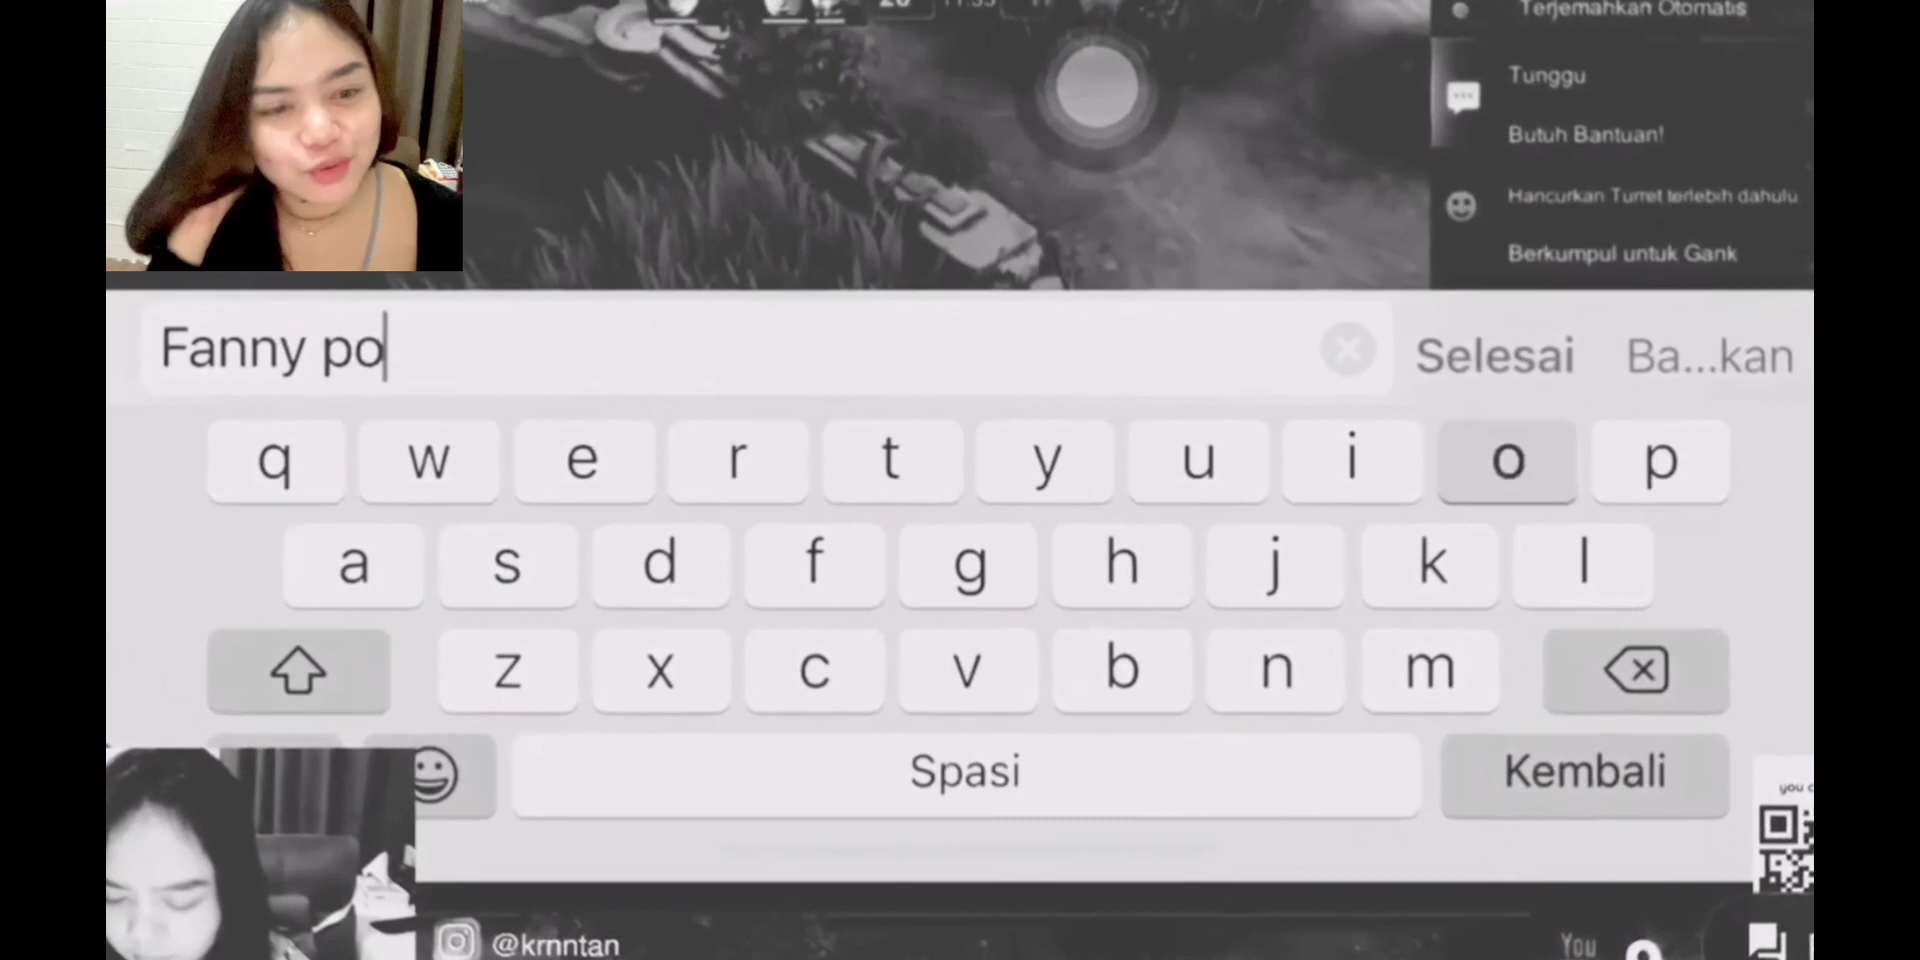 Terjemahkan Otomatis
Tunggu
Butuh Bantuan!
Hancurkan Turret terlebih dahulu
Berkumpul untuk Gank
Fanny po
Selesai Ba...kan
q w e r t y u i o p
a s d f g h j k l
z x c v b n m
Spasi Kembali
you
@krnntan
You